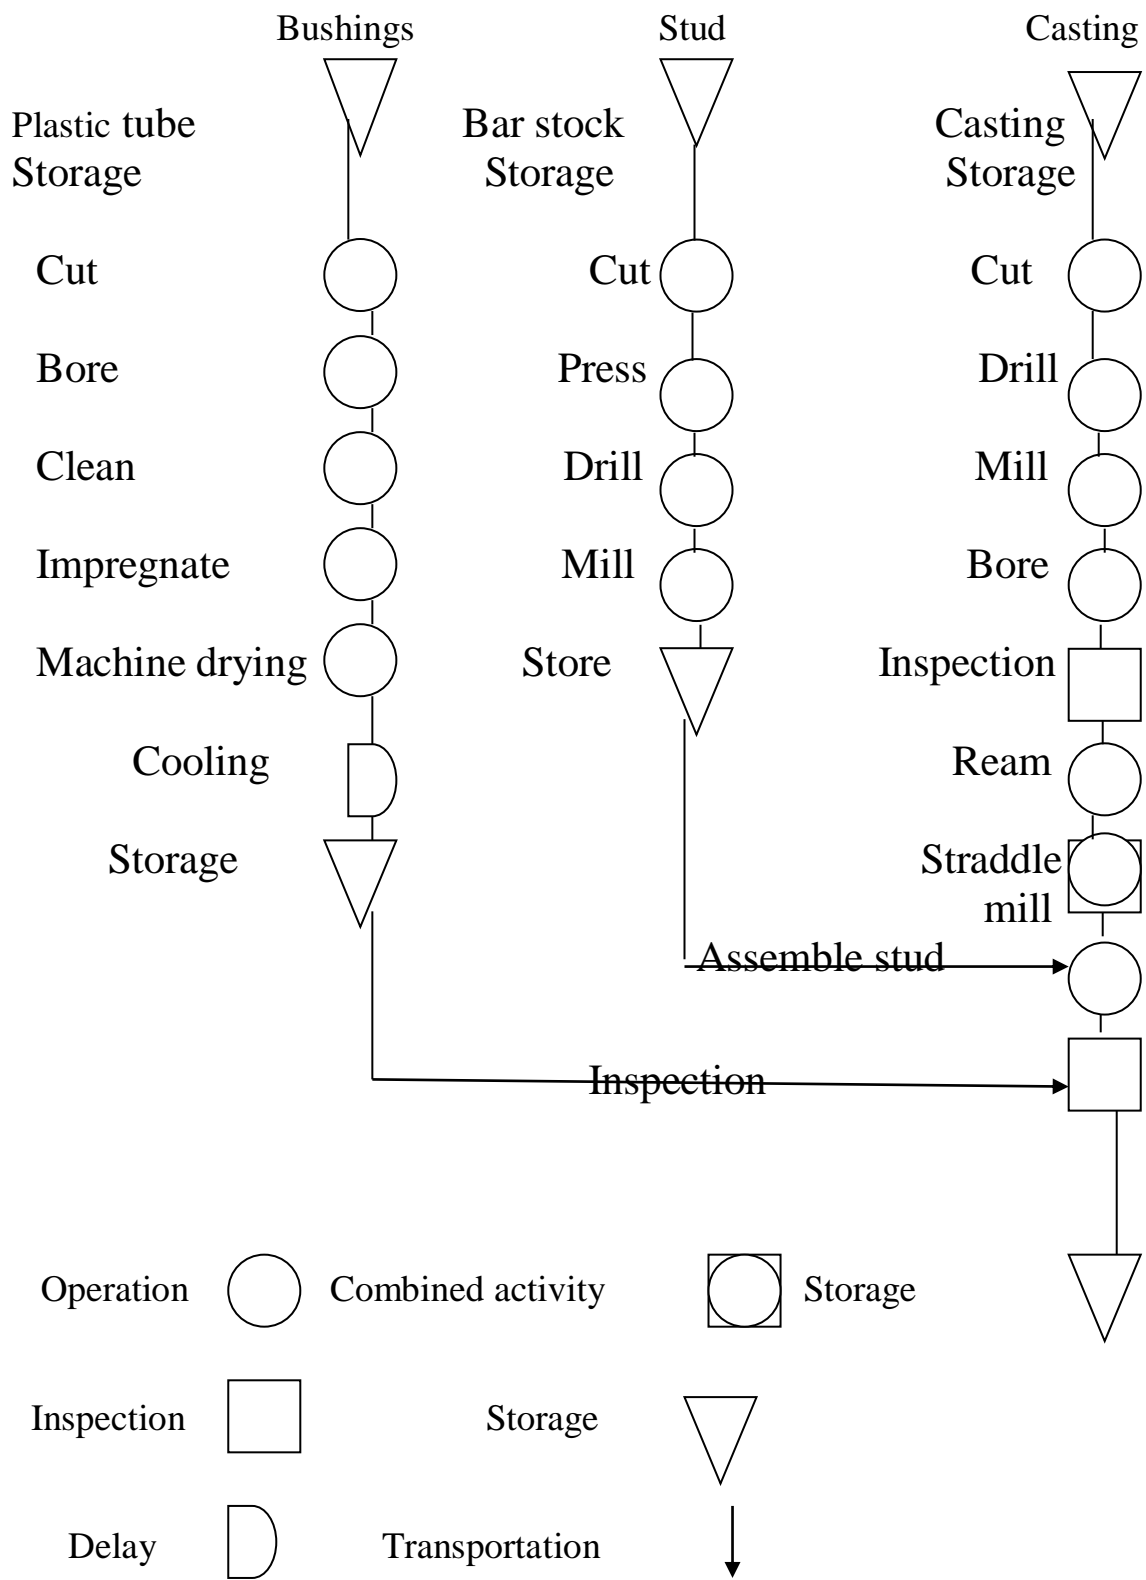 Bushings Stud Casting
Plastic tube Bar stock Casting
Storage Storage Storage
Cut Cut Cut
Bore Press Drill
Clean Drill Mill
Impregnate Mill Bore
Machine drying Store Inspection
Cooling Ream
Storage Straddle
mill
Assemble stud
Inspection
Operation Combined activity Storage
Inspection Storage
Delay Transportation